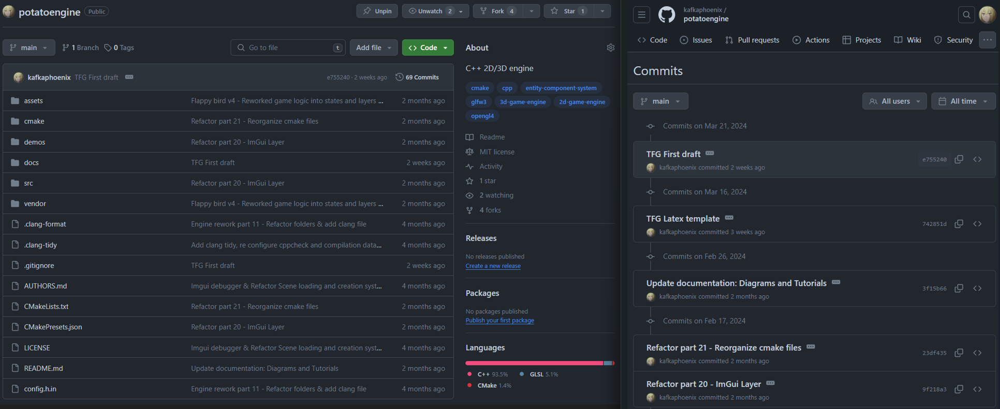 potatoengine Public
Unpin Unwatch 2 Fork 4 Star 1
main 1 Branch 0 Tags Go to file t Add file Code
kafkaphoenix TFG First draft e755240 · 2 weeks ago 69 Commits
assets Flappy bird v4 - Reworked game logic into states and layers ... 2 months ago
cmake Refactor part 21 - Reorganize cmake files 2 months ago
demos Refactor part 20 - ImGui Layer 2 months ago
docs TFG First draft 2 weeks ago
src Refactor part 20 - ImGui Layer 2 months ago
vendor Flappy bird v4 - Reworked game logic into states and layers ... 2 months ago
.clang-format Engine rework part 11 - Refactor folders & add clang file 4 months ago
.clang-tidy Add clang tidy, re configure cppcheck and compilation data... 4 months ago
.gitignore TFG First draft 2 weeks ago
AUTHORS.md Imgui debugger & Refactor Scene loading and creation syst... 4 months ago
CMakeLists.txt Refactor part 21 - Reorganize cmake files 2 months ago
CMakePresets.json Refactor part 20 - ImGui Layer 2 months ago
LICENSE Imgui debugger & Refactor Scene loading and creation syst... 4 months ago
README.md Update documentation: Diagrams and Tutorials 2 months ago
config.h.in Engine rework part 11 - Refactor folders & add clang file 4 months ago
About
C++ 2D/3D engine
cmake cpp entity-component-system
glfw3 3d-game-engine 2d-game-engine
opengl4
Readme
MIT license
Activity
1 star
2 watching
4 forks
Releases
No releases published
Create a new release
Packages
No packages published
Publish your first package
Languages
C++ 93.5% GLSL 5.1%
CMake 1.4%
kafkaphoenix /
potatoengine
Code Issues Pull requests Actions Projects Wiki Security
Commits
main All users All time
Commits on Mar 21, 2024
TFG First draft
kafkaphoenix committed 2 weeks ago e755240
Commits on Mar 16, 2024
TFG Latex template
kafkaphoenix committed 3 weeks ago 742851d
Commits on Feb 26, 2024
Update documentation: Diagrams and Tutorials
kafkaphoenix committed 2 months ago 3f15b66
Commits on Feb 17, 2024
Refactor part 21 - Reorganize cmake files
kafkaphoenix committed 2 months ago 23df435
Refactor part 20 - ImGui Layer
kafkaphoenix committed 2 months ago 9f218a3